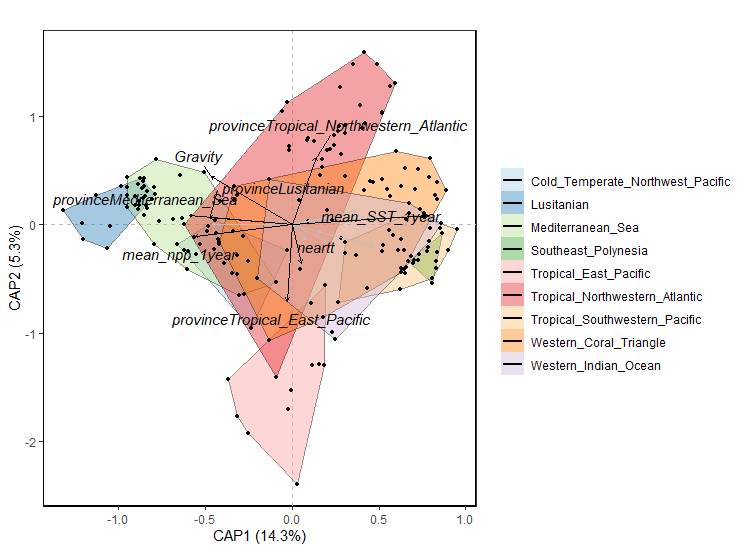 provinceTropical_Northwestern_Atlantic
Gravity
provinceLusitanian
provinceMediterranean_Sea
mean_SST_1year
neartt
mean_npp_1year
provinceTropical_East_Pacific
1
0
-1
-2
CAP2 (5.3%)
-1.0
-0.5
0.0
0.5
1.0
CAP1 (14.3%)
Cold_Temperate_Northwest_Pacific
Lusitanian
Mediterranean_Sea
Southeast_Polynesia
Tropical_East_Pacific
Tropical_Northwestern_Atlantic
Tropical_Southwestern_Pacific
Western_Coral_Triangle
Western_Indian_Ocean